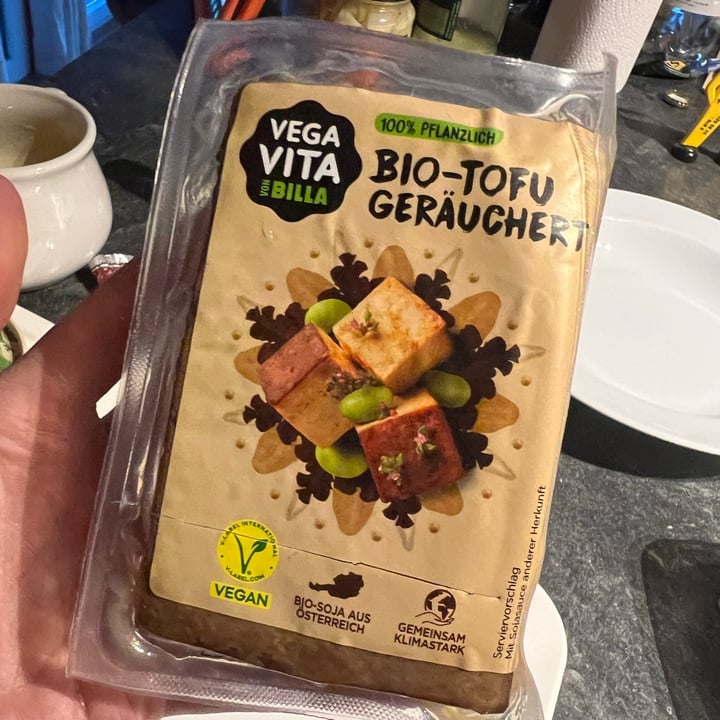 VEGA
VITA
VON BILLA
100% PFLANZLICH
BIO-TOFU
GERÄUCHERT
V-LABEL INTERNATIONAL
V-LABEL.COM
VEGAN
BIO-SOJA AUS
ÖSTERREICH
GEMEINSAM
KLIMASTARK
Serviervorschlag
Mit Sojasauce anderer Herkunft